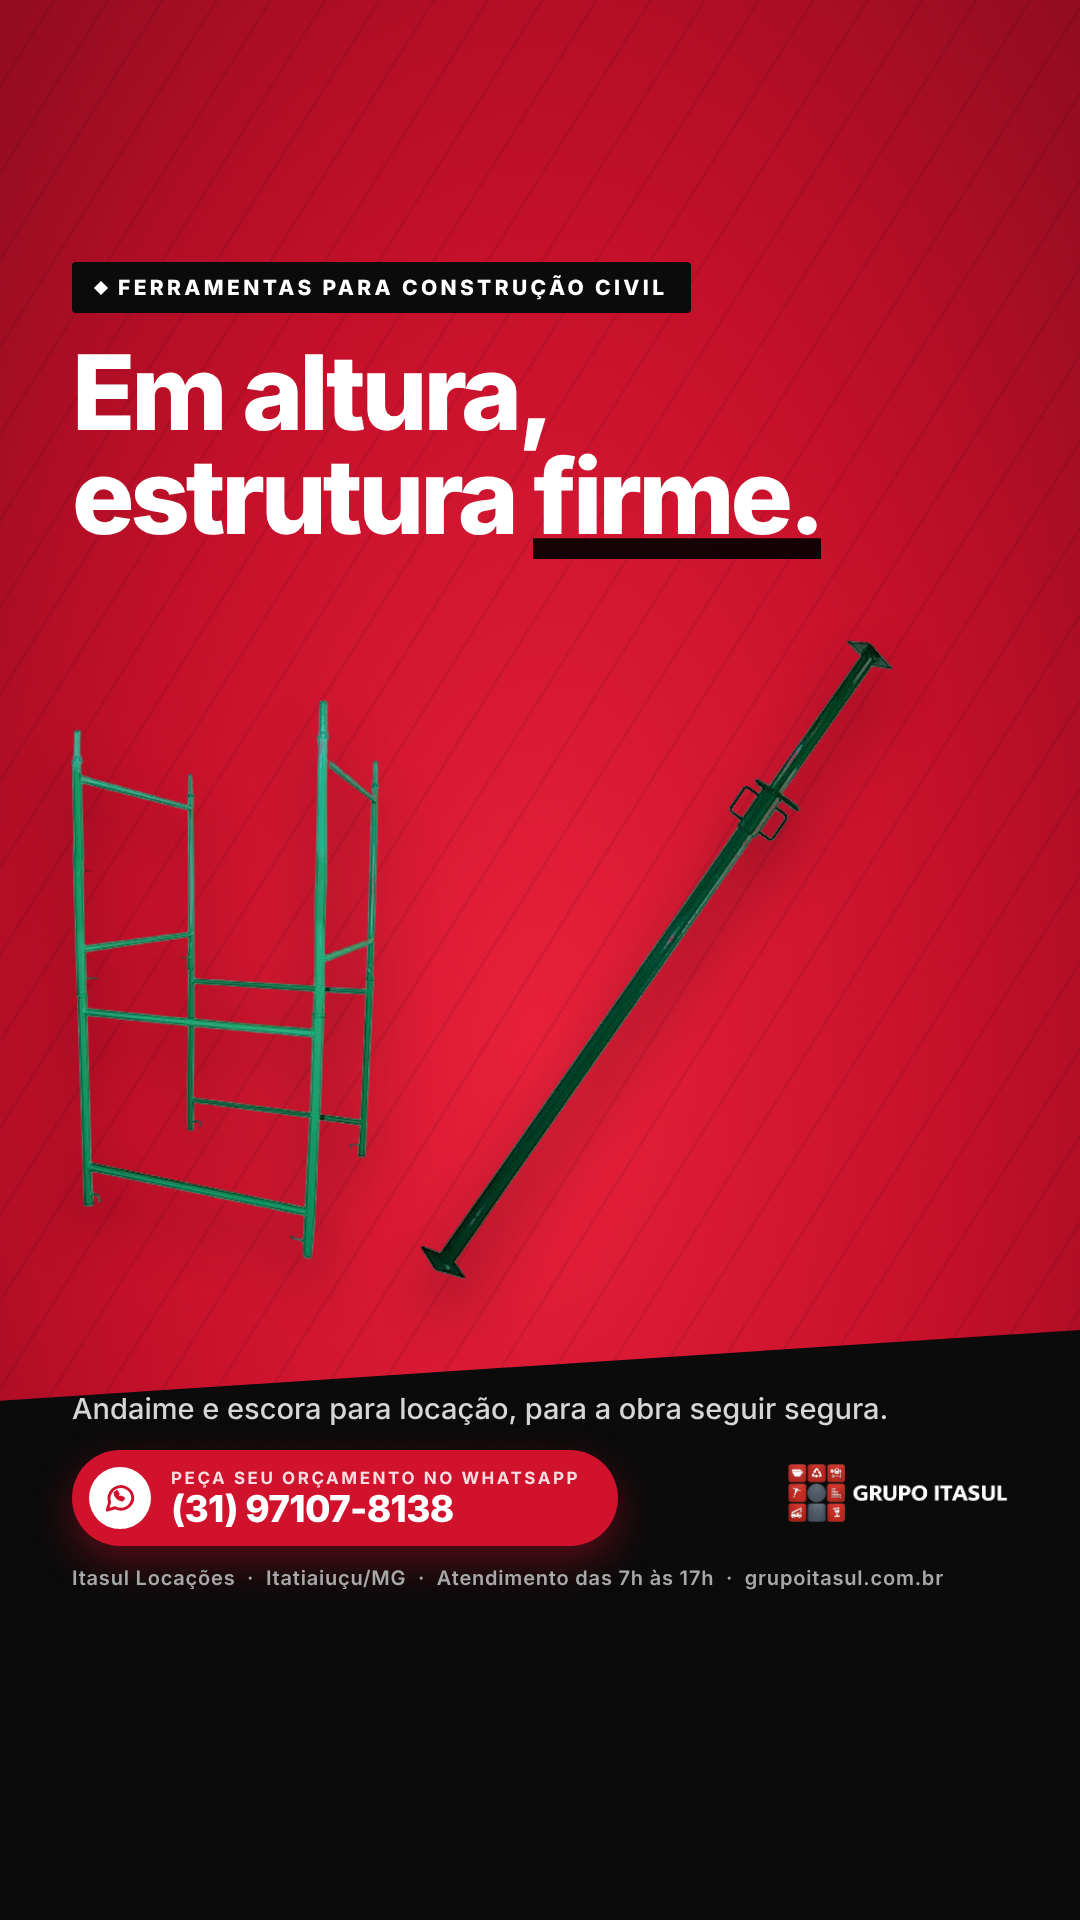 ◆ FERRAMENTAS PARA CONSTRUÇÃO CIVIL
Em altura,
estrutura firme.
Andaime e escora para locação, para a obra seguir segura.
PEÇA SEU ORÇAMENTO NO WHATSAPP
(31) 97107-8138
GRUPO ITASUL
Itasul Locações · Itatiaiuçu/MG · Atendimento das 7h às 17h · grupoitasul.com.br